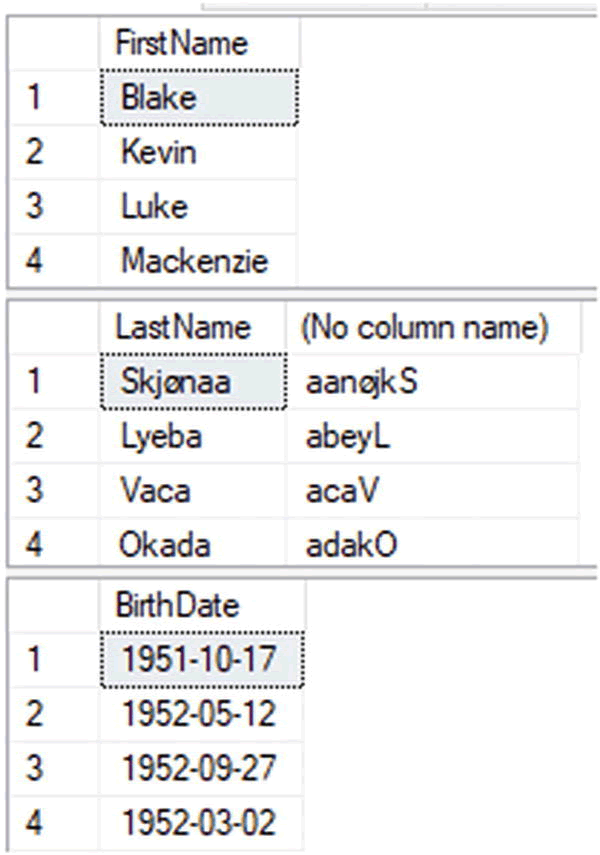 FirstName
1 Blake
2 Kevin
3 Luke
4 Mackenzie
LastName (No column name)
1 Skjønaa aanøjkS
2 Lyeba abeyL
3 Vaca acaV
4 Okada adakO
BirthDate
1 1951-10-17
2 1952-05-12
3 1952-09-27
4 1952-03-02